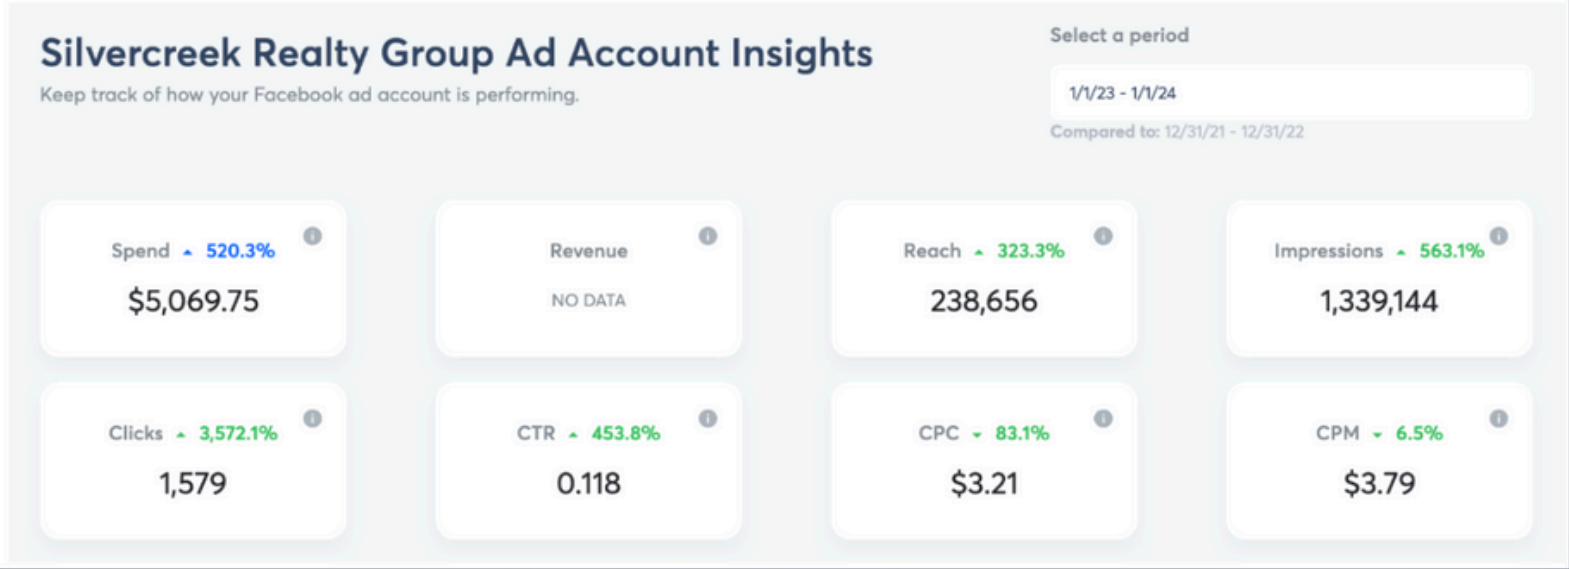 Silvercreek Realty Group Ad Account Insights
Keep track of how your Facebook ad account is performing.
Select a period
1/1/23 - 1/1/24
Compared to: 12/31/21 - 12/31/22
Spend 520.3%
$5,069.75
Revenue
NO DATA
Reach 323.3%
238,656
Impressions 563.1%
1,339,144
Clicks 3,572.1%
1,579
CTR 453.8%
0.118
CPC 83.1%
$3.21
CPM 6.5%
$3.79